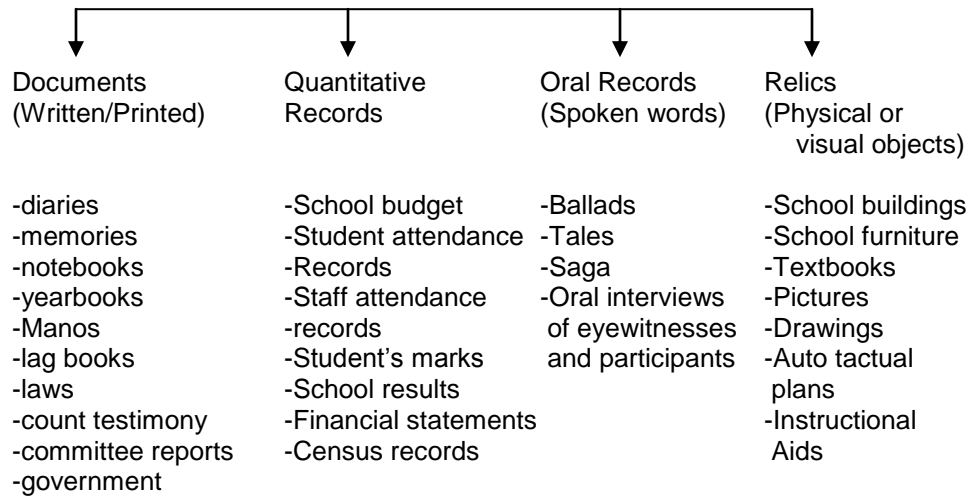 Documents
(Written/Printed)
-diaries
-memories
-notebooks
-yearbooks
-Manos
-lag books
-laws
-count testimony
-committee reports
-government
Quantitative
Records
-School budget
-Student attendance
-Records
-Staff attendance
-records
-Student’s marks
-School results
-Financial statements
-Census records
Oral Records
(Spoken words)
-Ballads
-Tales
-Saga
-Oral interviews
of eyewitnesses
and participants
Relics
(Physical or
visual objects)
-School buildings
-School furniture
-Textbooks
-Pictures
-Drawings
-Auto tactual
plans
-Instructional
Aids